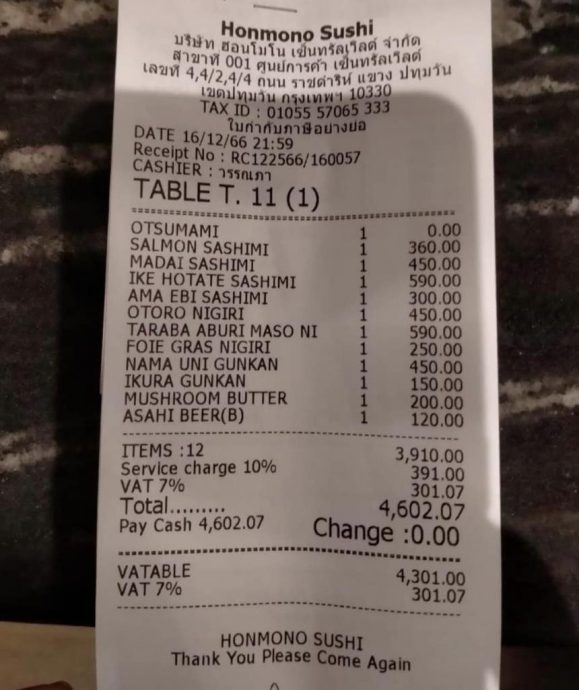 Honmono Sushi
บริษัท ฮอนโมโน เซ็นทรัลเวิลด์ จำกัด
สาขาที่ 001 ศูนย์การค้า เซ็นทรัลเวิลด์
เลขที่ 4,4/2,4/4 ถนน ราชดำริห์ แขวง ปทุมวัน
เขตปทุมวัน กรุงเทพฯ 10330
TAX ID : 01055 57065 333
ใบกำกับภาษีอย่างย่อ
DATE 16/12/66 21:59
Receipt No : RC122566/160057
CASHIER : วรรณภา
TABLE T. 11 (1)
OTSUMAMI 1 0.00
SALMON SASHIMI 1 360.00
MADAI SASHIMI 1 450.00
IKE HOTATE SASHIMI 1 590.00
AMA EBI SASHIMI 1 300.00
OTORO NIGIRI 1 450.00
TARABA ABURI MASO NI 1 590.00
FOIE GRAS NIGIRI 1 250.00
NAMA UNI GUNKAN 1 450.00
IKURA GUNKAN 1 150.00
MUSHROOM BUTTER 1 200.00
ASAHI BEER(B) 1 120.00
ITEMS :12 3,910.00
Service charge 10% 391.00
VAT 7% 301.07
Total......... 4,602.07
Pay Cash 4,602.07 Change :0.00
VATABLE 4,301.00
VAT 7% 301.07
HONMONO SUSHI
Thank You Please Come Again